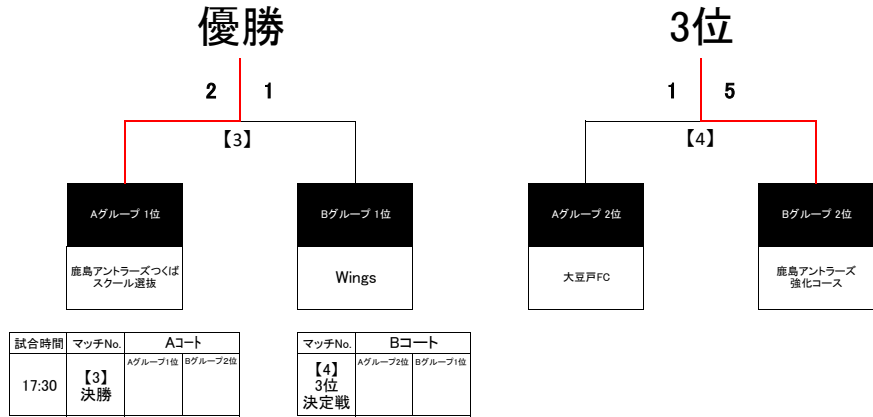 優勝
3位
2 1
1 5
【3】
【4】
Aグループ 1位
Bグループ 1位
Aグループ 2位
Bグループ 2位
鹿島アントラーズつくば
スクール選抜
Wings
大豆戸FC
鹿島アントラーズ
強化コース
試合時間 マッチNo. Aコート
Aグループ1位 Bグループ2位
17:30 【3】
決勝
マッチNo. Bコート
Aグループ2位 Bグループ1位
【4】
3位
決定戦